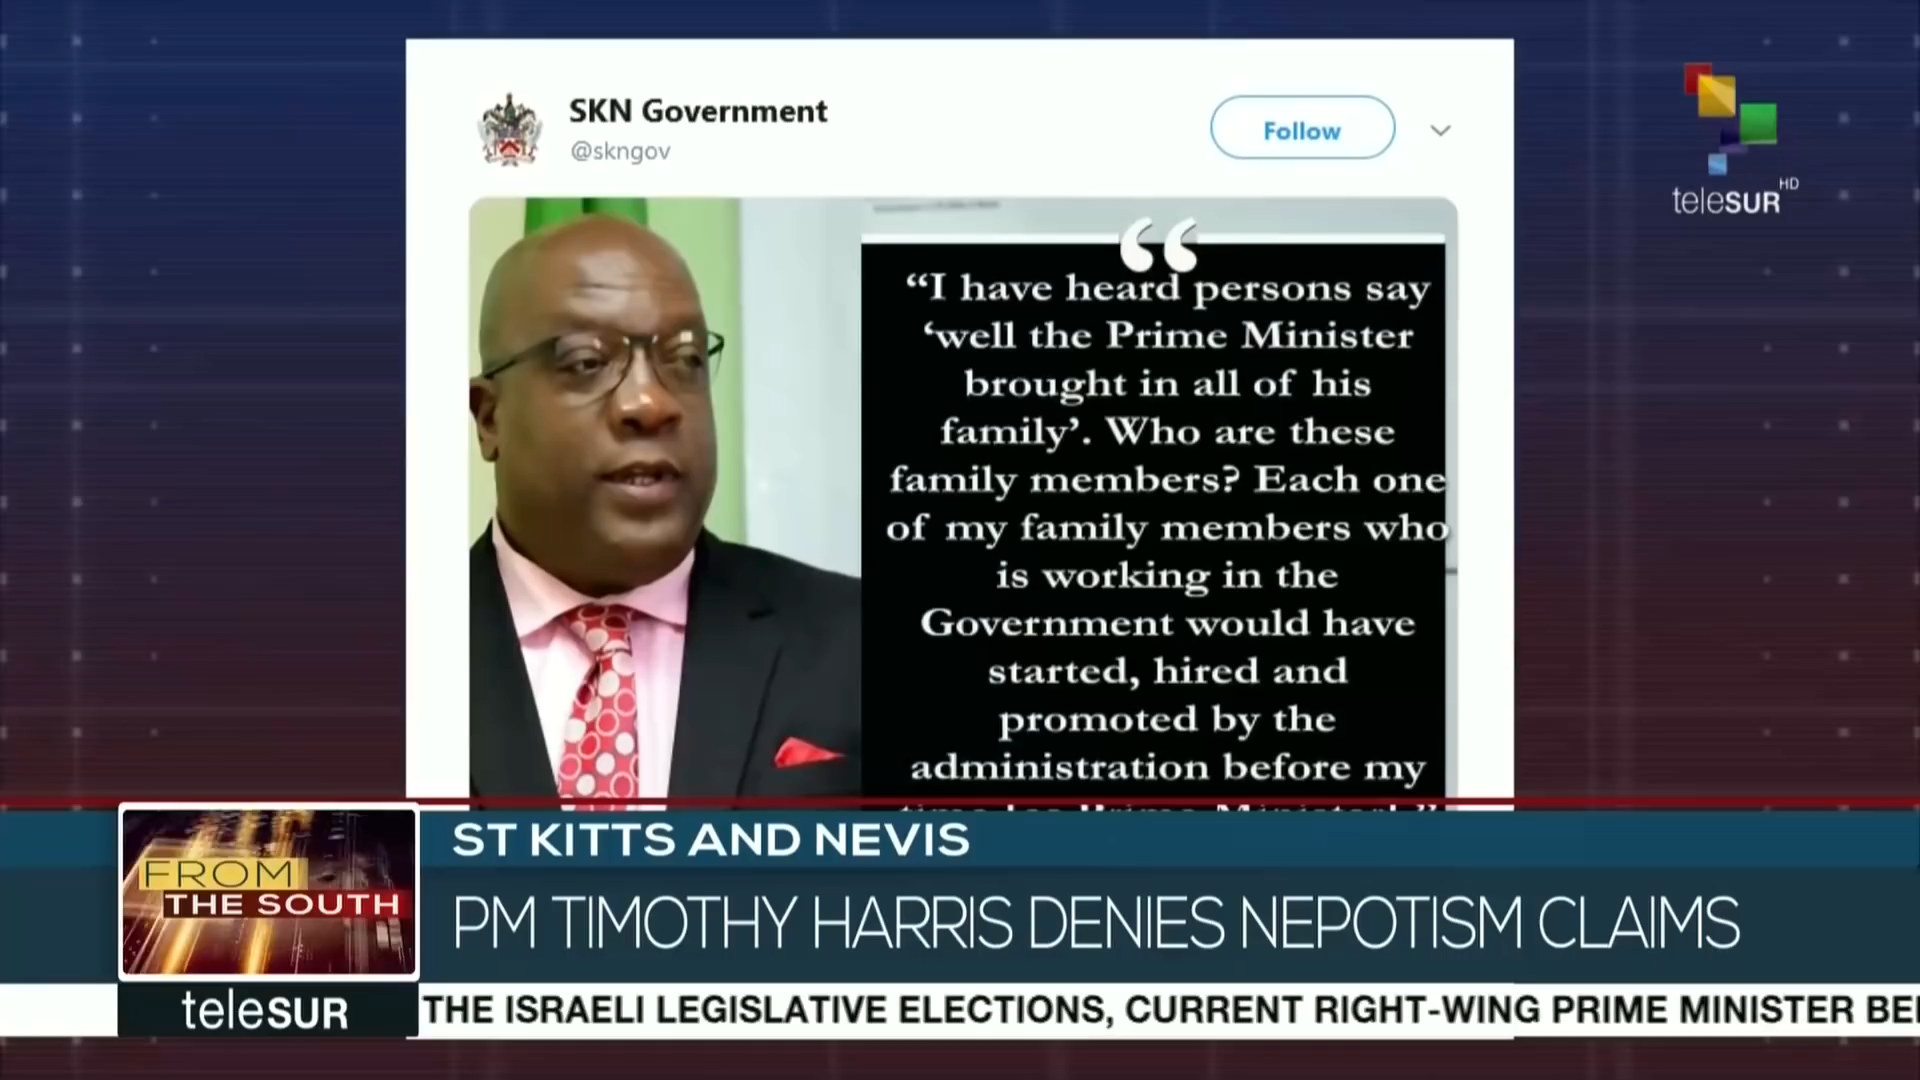 SKN Government
@skngov
Follow
HD
teleSUR
“I have heard persons say
‘well the Prime Minister
brought in all of his
family’. Who are these
family members? Each one
of my family members who
is working in the
Government would have
started, hired and
promoted by the
administration before my
FROM
THE SOUTH
ST KITTS AND NEVIS
PM TIMOTHY HARRIS DENIES NEPOTISM CLAIMS
teleSUR
THE ISRAELI LEGISLATIVE ELECTIONS, CURRENT RIGHT-WING PRIME MINISTER